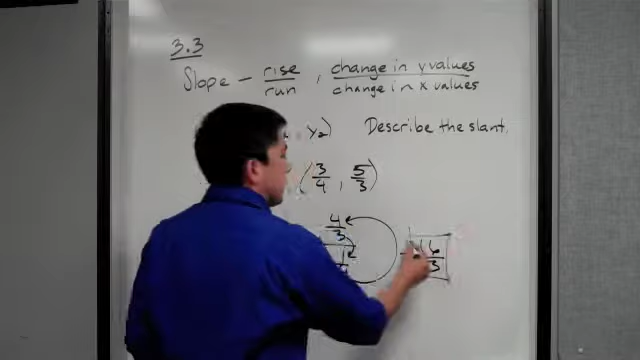 3.3
Slope – rise/run , change in y values/change in x values
y₂) Describe the slant.
(3/4 , 5/3)
4/3
16/3